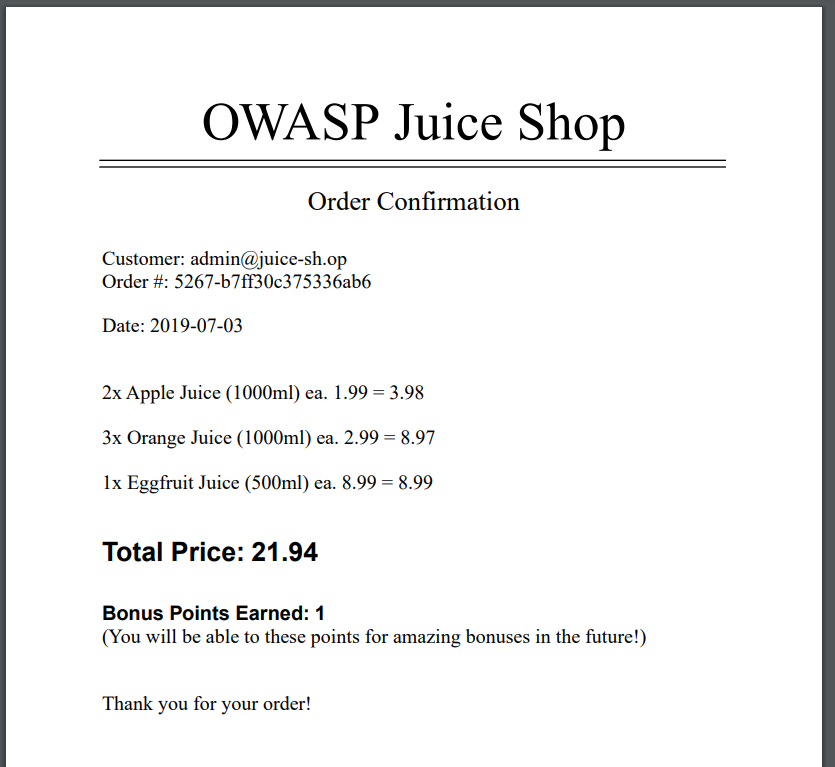 OWASP Juice Shop
Order Confirmation
Customer: admin@juice-sh.op
Order #: 5267-b7ff30c375336ab6
Date: 2019-07-03
2x Apple Juice (1000ml) ea. 1.99 = 3.98
3x Orange Juice (1000ml) ea. 2.99 = 8.97
1x Eggfruit Juice (500ml) ea. 8.99 = 8.99
Total Price: 21.94
Bonus Points Earned: 1
(You will be able to these points for amazing bonuses in the future!)
Thank you for your order!